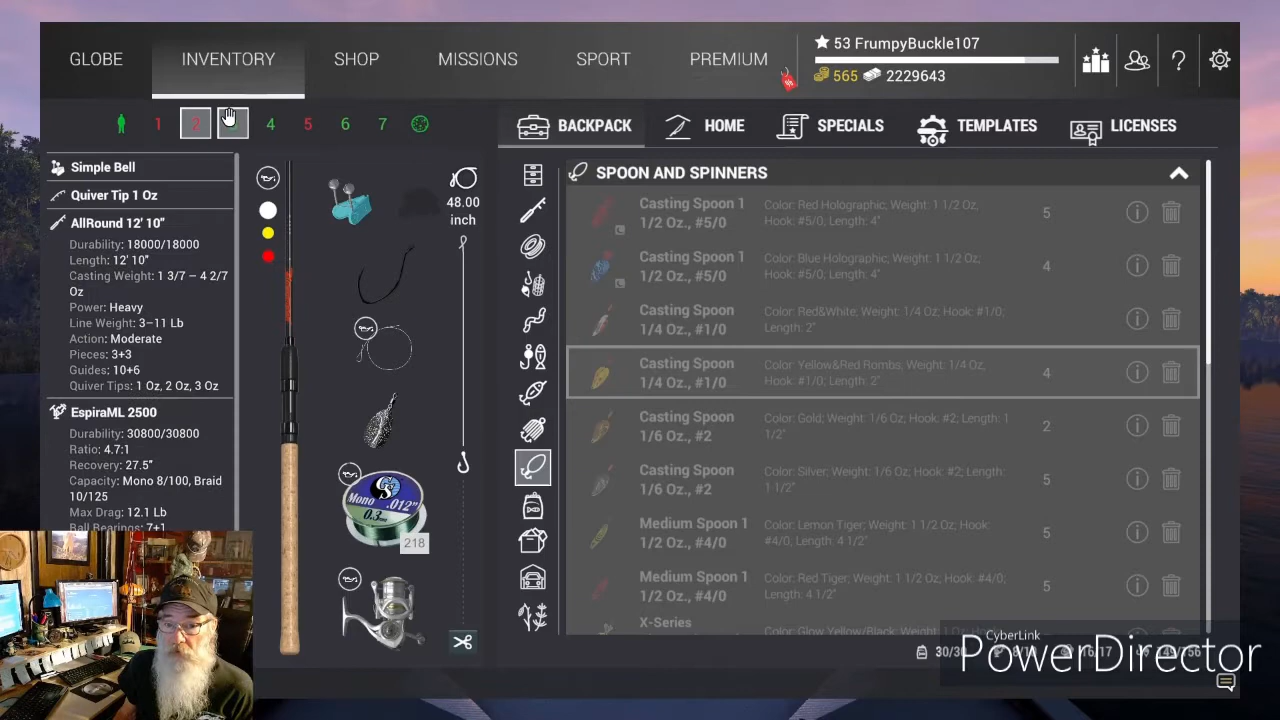 GLOBE
INVENTORY
SHOP
MISSIONS
SPORT
PREMIUM
53 FrumpyBuckle107
565 2229643
?
1
2
4
5
6
7
BACKPACK
HOME
SPECIALS
TEMPLATES
LICENSES
Simple Bell
Quiver Tip 1 Oz
AllRound 12' 10"
Durability: 18000/18000
Length: 12' 10"
Casting Weight: 1 3/7 – 4 2/7
Oz
Power: Heavy
Line Weight: 3–11 Lb
Action: Moderate
Pieces: 3+3
Guides: 10+6
Quiver Tips: 1 Oz, 2 Oz, 3 Oz
EspiraML 2500
Durability: 30800/30800
Ratio: 4.7:1
Recovery: 27.5"
Capacity: Mono 8/100, Braid
10/125
Max Drag: 12.1 Lb
Ball Bearings: 7+1
48.00
inch
Mono .012"
0.3
218
SPOON AND SPINNERS
Casting Spoon 1
1/2 Oz., #5/0
Color: Red Holographic; Weight: 1 1/2 Oz;
Hook: #5/0; Length: 4"
5
Casting Spoon 1
1/2 Oz., #5/0
Color: Blue Holographic; Weight: 1 1/2 Oz;
Hook: #5/0; Length: 4"
4
Casting Spoon
1/4 Oz., #1/0
Color: Red&White; Weight: 1/4 Oz; Hook: #1/0;
Length: 2"
5
Casting Spoon
1/4 Oz., #1/0
Color: Yellow&Red Rombs; Weight: 1/4 Oz;
Hook: #1/0; Length: 2"
4
Casting Spoon
1/6 Oz., #2
Color: Gold; Weight: 1/6 Oz; Hook: #2; Length: 1
1/2"
2
Casting Spoon
1/6 Oz., #2
Color: Silver; Weight: 1/6 Oz; Hook: #2; Length:
1 1/2"
5
Medium Spoon 1
1/2 Oz., #4/0
Color: Lemon Tiger; Weight: 1 1/2 Oz; Hook:
#4/0; Length: 4 1/2"
5
Medium Spoon 1
1/2 Oz., #4/0
Color: Red Tiger; Weight: 1 1/2 Oz; Hook: #4/0;
Length: 4 1/2"
5
X-Series
30/30
CyberLink
PowerDirector